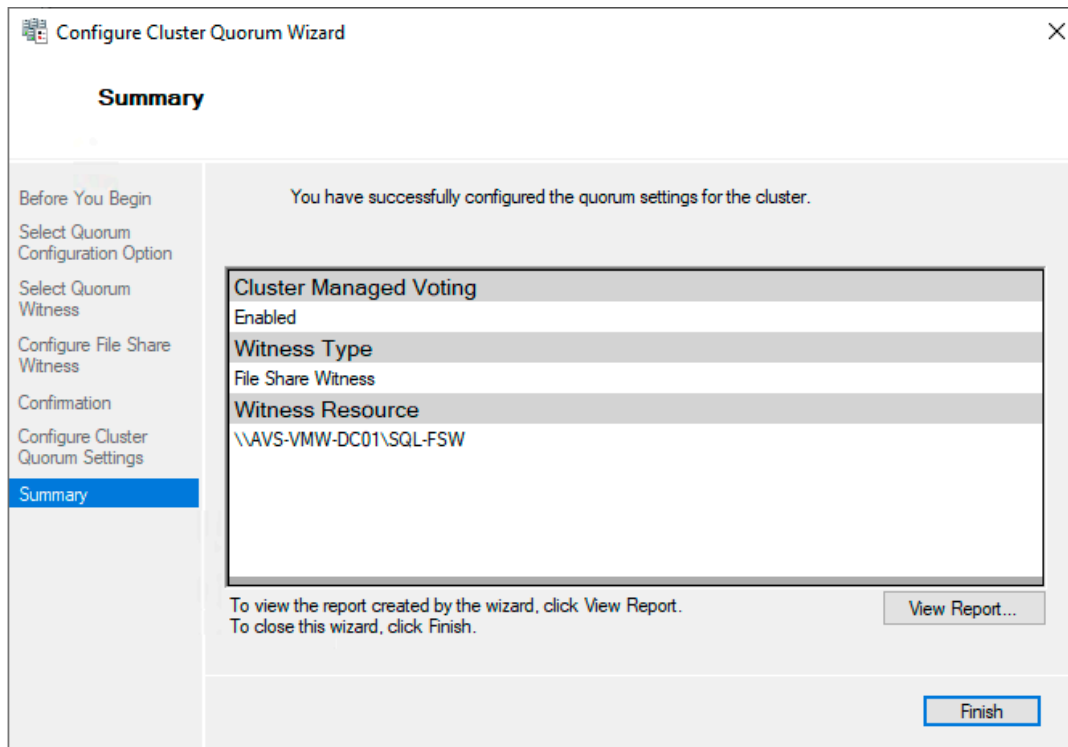 Configure Cluster Quorum Wizard
Summary
Before You Begin
Select Quorum
Configuration Option
Select Quorum
Witness
Configure File Share
Witness
Confirmation
Configure Cluster
Quorum Settings
Summary
You have successfully configured the quorum settings for the cluster.
Cluster Managed Voting
Enabled
Witness Type
File Share Witness
Witness Resource
\\AVS-VMW-DC01\SQL-FSW
To view the report created by the wizard, click View Report.
To close this wizard, click Finish.
View Report...
Finish